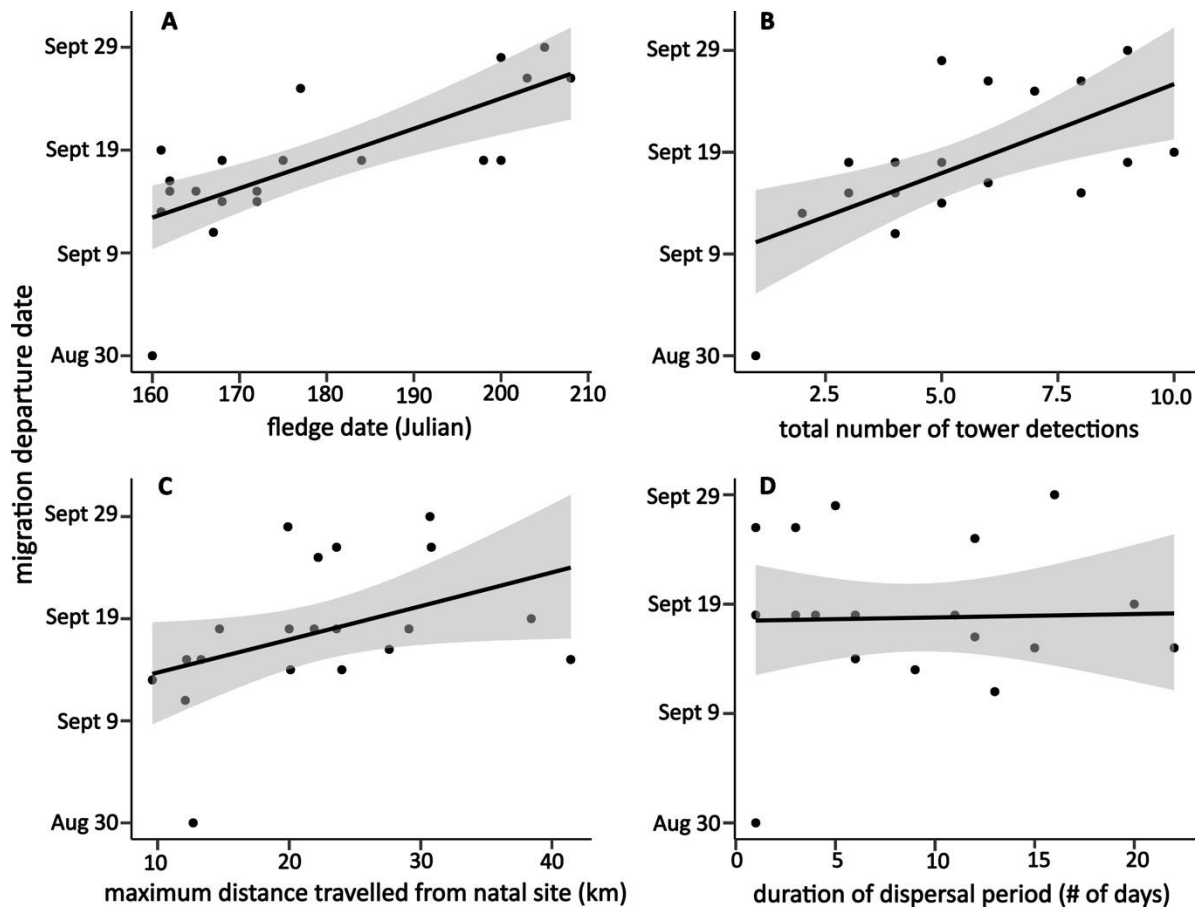 migration departure date
A
Sept 29
Sept 19
Sept 9
Aug 30
160 170 180 190 200 210
fledge date (Julian)
B
Sept 29
Sept 19
Sept 9
Aug 30
2.5 5.0 7.5 10.0
total number of tower detections
C
Sept 29
Sept 19
Sept 9
Aug 30
10 20 30 40
maximum distance travelled from natal site (km)
D
Sept 29
Sept 19
Sept 9
Aug 30
0 5 10 15 20
duration of dispersal period (# of days)